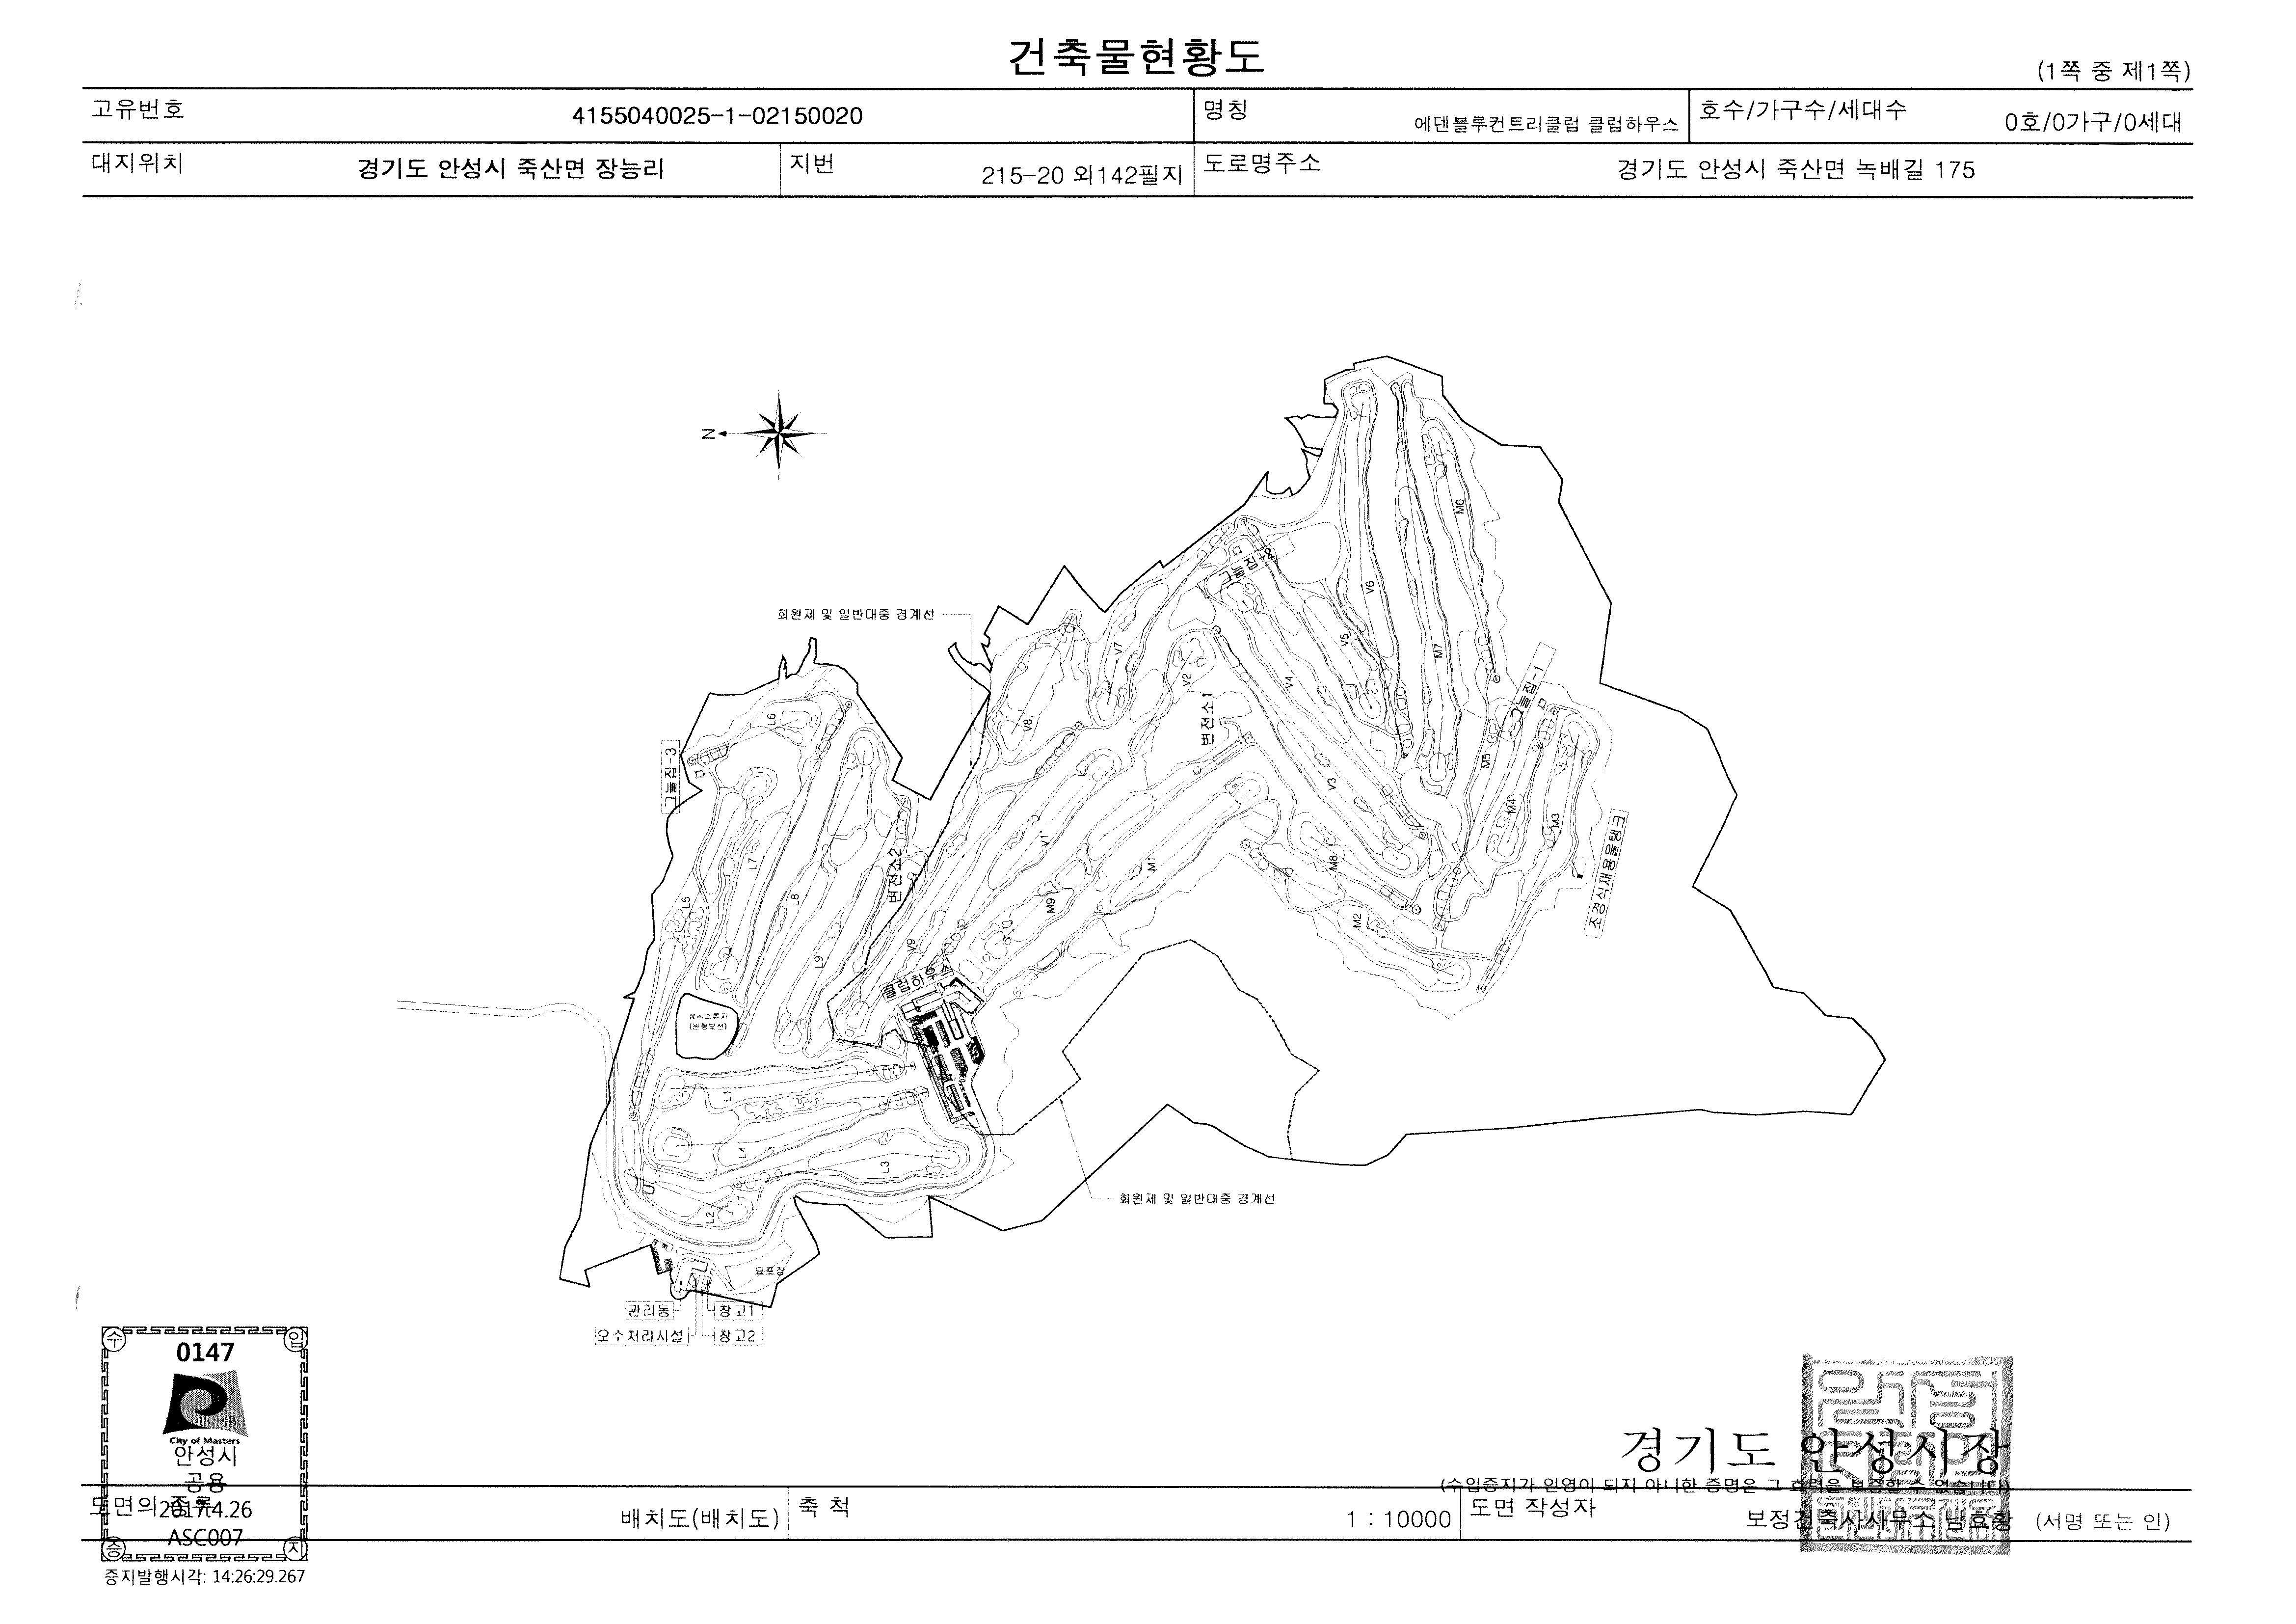 건축물현황도
(1쪽 중 제1쪽)
고유번호 4155040025-1-02150020 명칭 에덴블루컨트리클럽 클럽하우스 호수/가구수/세대수 0호/0가구/0세대
대지위치 경기도 안성시 죽산면 장능리 지번 215-20 외142필지 도로명주소 경기도 안성시 죽산면 녹배길 175
N
M6
그늘집-2
V6
회원제 및 일반대중 경계선
V5
V7
M7
V2
V4
그늘집-1
L6
V8
변전소1
그늘집-3
M5
V3
M4
M3
V1
L7
M1
M8
조경식재용물탱크
변전소2
L8
L5
M9
M2
V9
L9
클럽하우스
L1
L4
L3
회원제 및 일반대중 경계선
L2
묘포장
관리동 창고1
오수처리시설 창고2
수 입
0147
City of Masters
안성시
공용
2017.4.26
ASC007
증 지
증지발행시각: 14:26:29.267
경기도 안성시장
(수입증지가 인영이 되지 아니한 증명은 그 효력을 보증할 수 없습니다)
도면의 종류 배치도(배치도) 축 척 1 : 10000 도면 작성자 보정건축사사무소 남효황 (서명 또는 인)